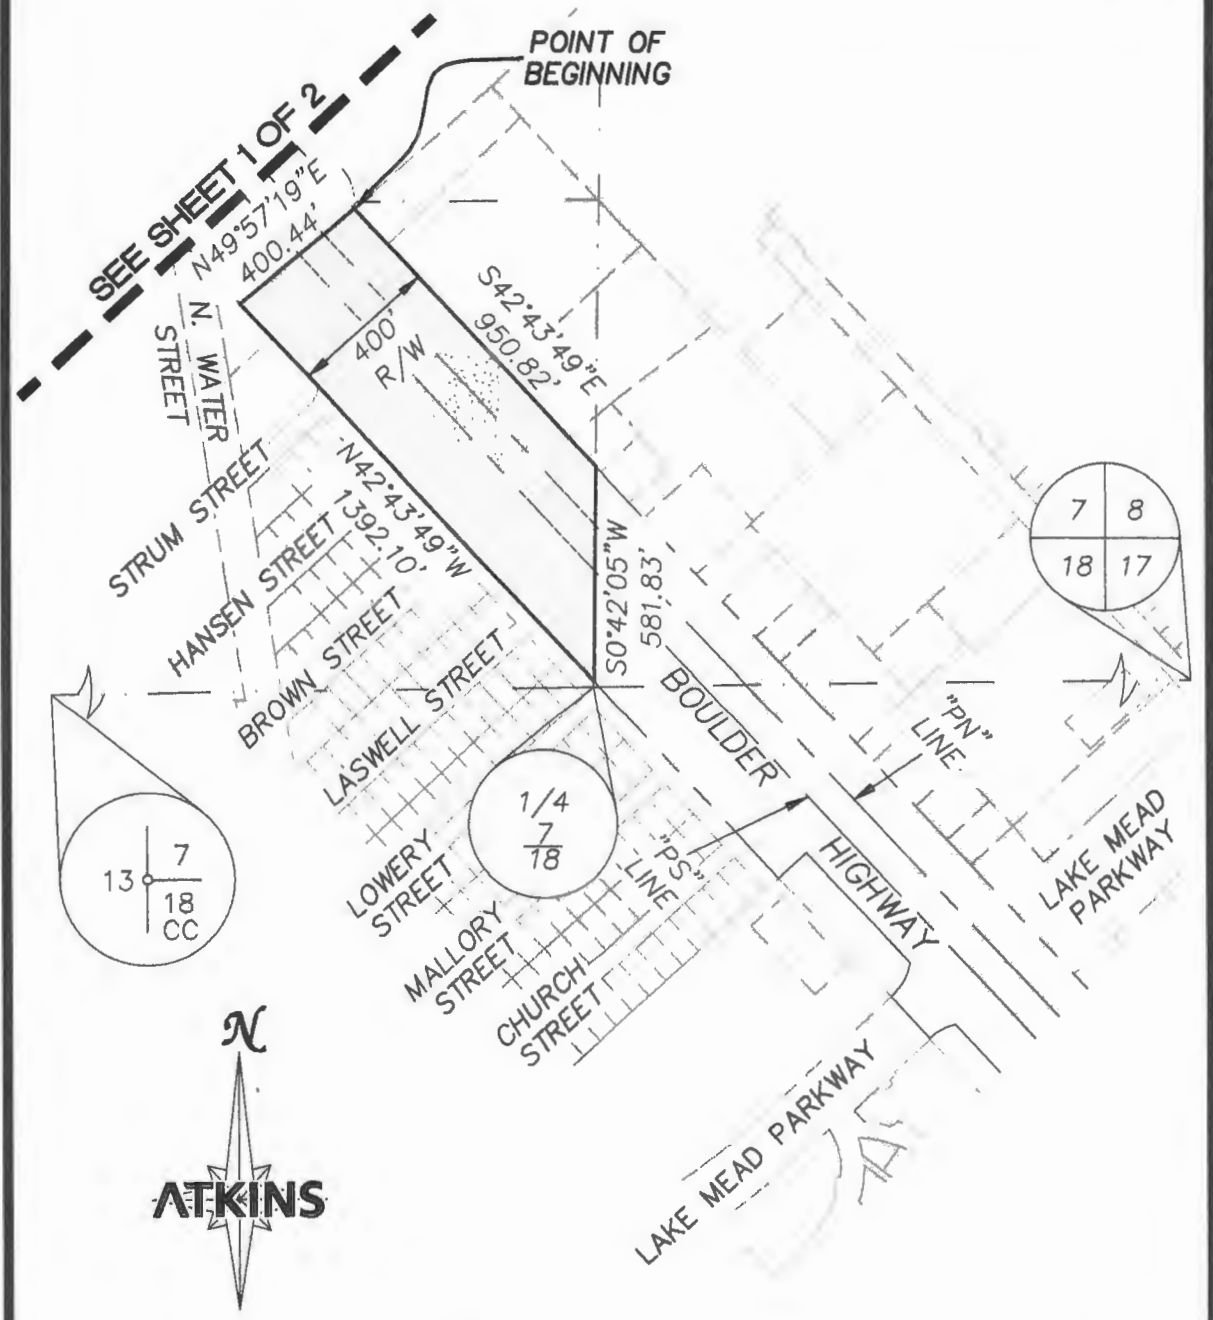 POINT OF
BEGINNING
SEE SHEET 1 OF 2
N49°57'19"E
400.44'
S42°43'49"E
950.82'
N. WATER
STREET
400'
R/W
N42°43'49"W
1392.10'
S0°42'05"W
581.83'
STRUM STREET
HANSEN STREET
BROWN STREET
LASWELL STREET
LOWERY
STREET
MALLORY
STREET
CHURCH
STREET
7 8
18 17
BOULDER
HIGHWAY
"PN"
LINE
"PS"
LINE
LAKE MEAD
PARKWAY
1/4
7
18
13 7
18
CC
LAKE MEAD PARKWAY
N
ATKINS